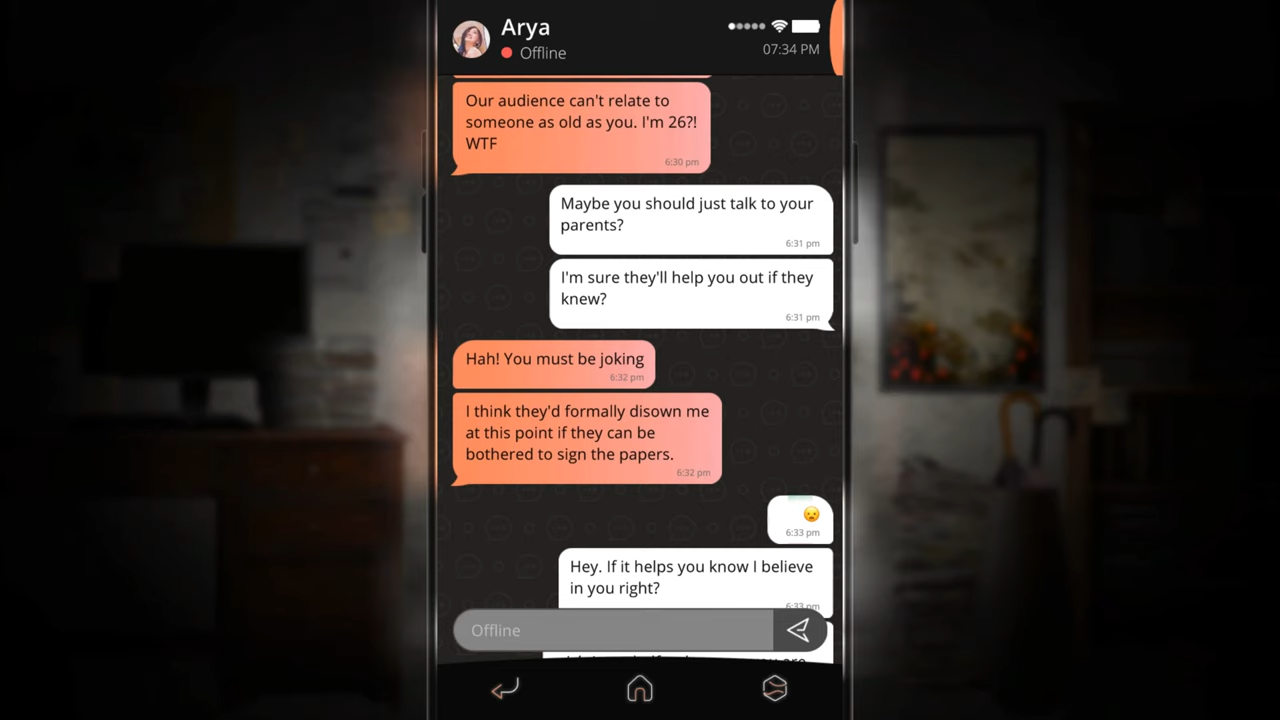 Arya
Offline
07:34 PM
Our audience can't relate to
someone as old as you. I'm 26?!
WTF
6:30 pm
Maybe you should just talk to your
parents?
6:31 pm
I'm sure they'll help you out if they
knew?
6:31 pm
Hah! You must be joking
6:32 pm
I think they'd formally disown me
at this point if they can be
bothered to sign the papers.
6:32 pm
😦
6:33 pm
Hey. If it helps you know I believe
in you right?
6:33 pm
Offline